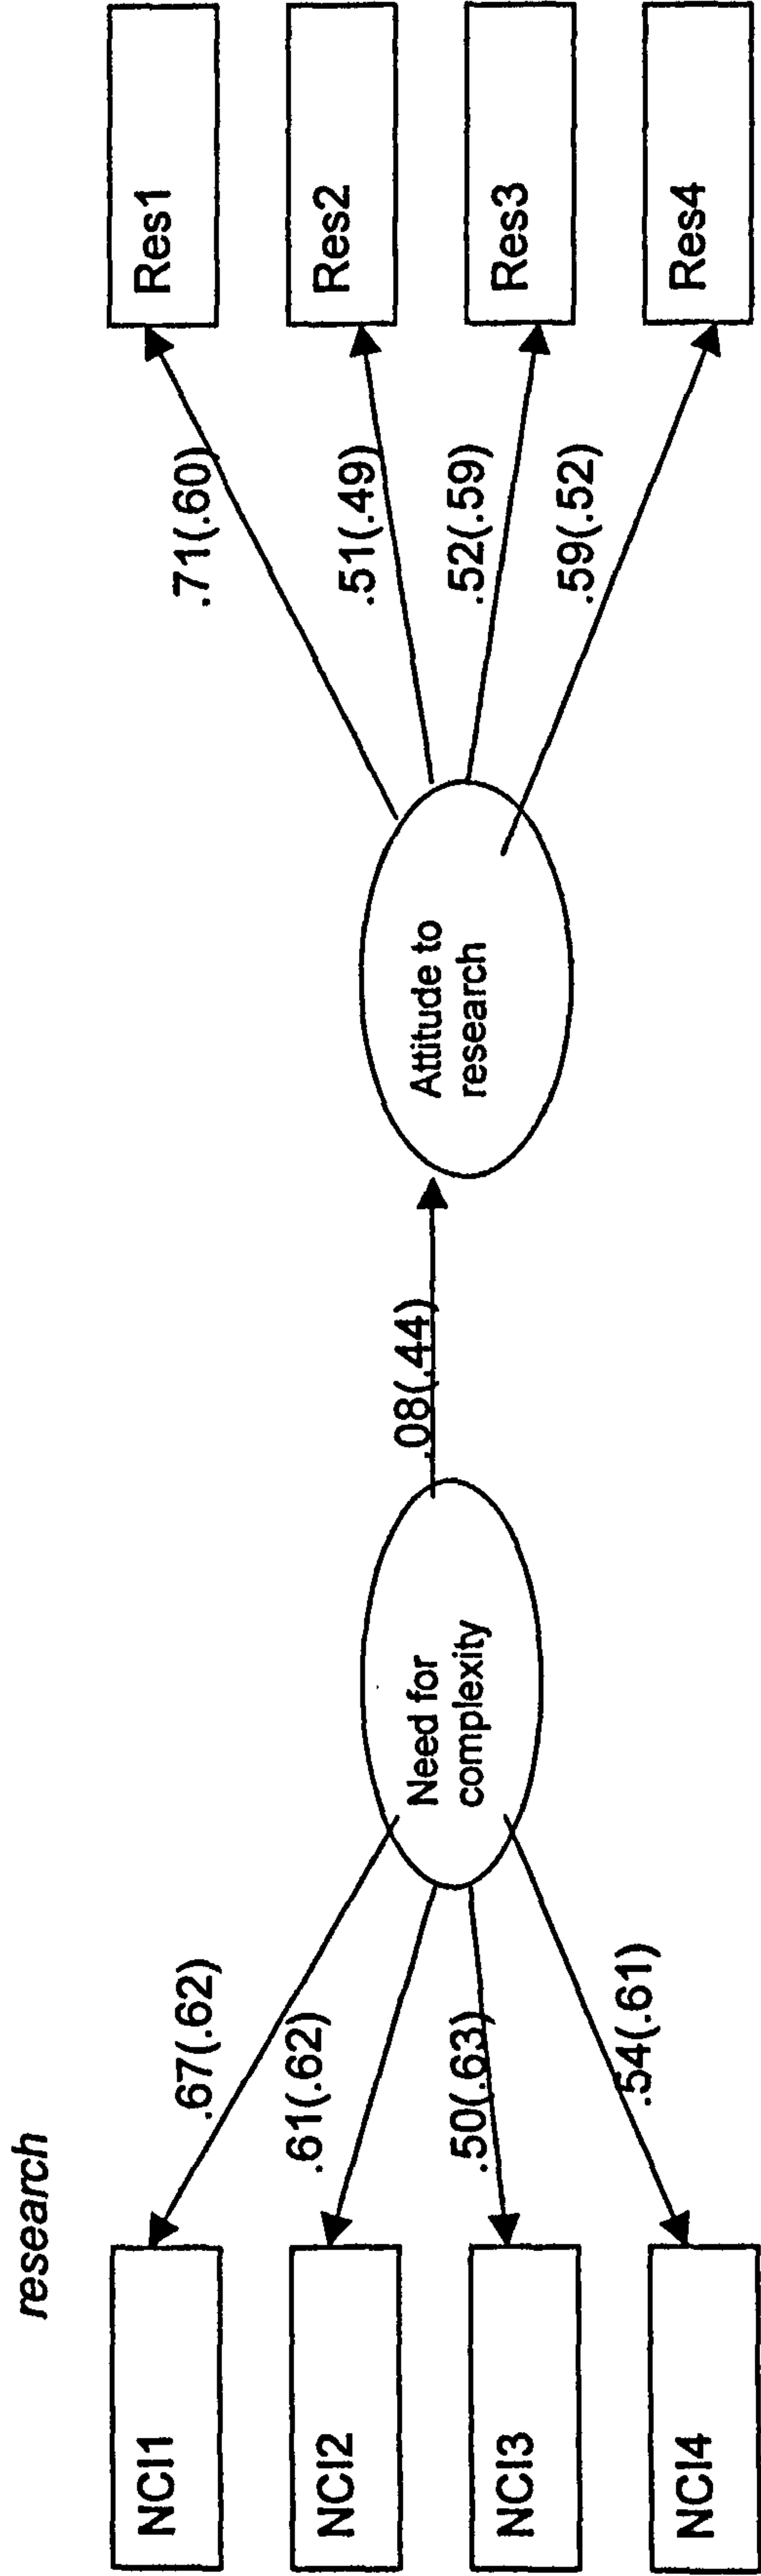 research
NCI1
NCI2
NCI3
NCI4
.67(.62)
.61(.62)
.50(.63)
.54(.61)
Need for
complexity
.08(.44)
Attitude to
research
.71(.60)
.51(.49)
.52(.59)
.59(.52)
Res1
Res2
Res3
Res4